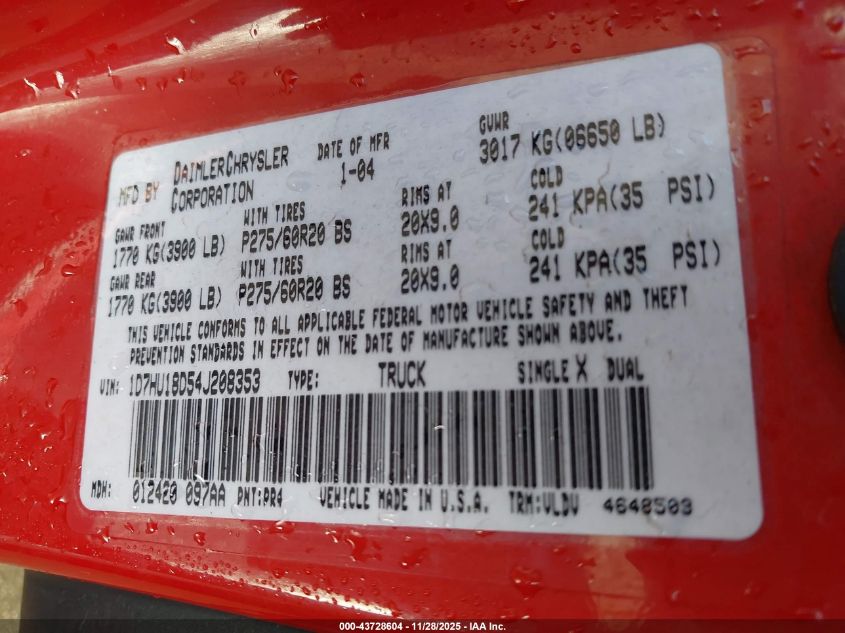 MFD BY DAIMLERCHRYSLER CORPORATION DATE OF MFR 1-04 GVWR 3017 KG(06650 LB)
GAWR FRONT WITH TIRES RIMS AT COLD
1770 KG(3900 LB) P275/60R20 BS 20X9.0 241 KPA(35 PSI)
GAWR REAR WITH TIRES RIMS AT COLD
1770 KG(3900 LB) P275/60R20 BS 20X9.0 241 KPA(35 PSI)
THIS VEHICLE CONFORMS TO ALL APPLICABLE FEDERAL MOTOR VEHICLE SAFETY AND THEFT
PREVENTION STANDARDS IN EFFECT ON THE DATE OF MANUFACTURE SHOWN ABOVE.
VIN: 1D7HU18D54J208353 TYPE: TRUCK SINGLE X DUAL
MDH: 012420 097AA PNT:PR4 VEHICLE MADE IN U.S.A. TRM:VLDV 4648503
000-43728604 | 11/28/2025 - IAA Inc.